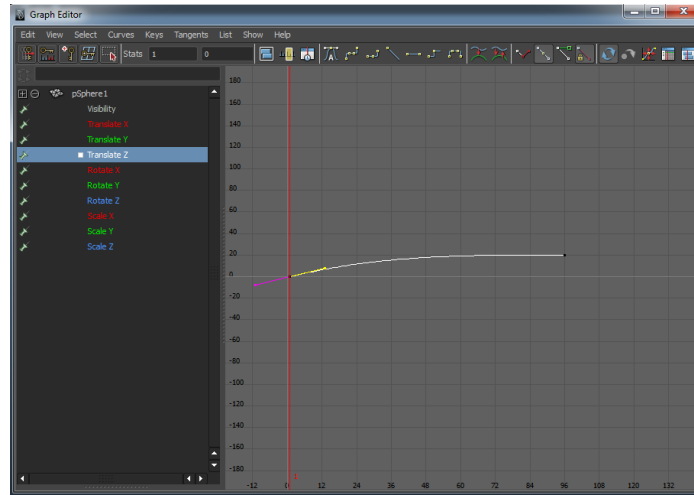 Graph Editor
Edit View Select Curves Keys Tangents List Show Help
Stats 1 0
pSphere1
Visibility
Translate X
Translate Y
Translate Z
Rotate X
Rotate Y
Rotate Z
Scale X
Scale Y
Scale Z
180
160
140
120
100
80
60
40
20
0
-20
-40
-60
-80
-100
-120
-140
-160
-180
1
-12 0 12 24 36 48 60 72 84 96 108 120 132